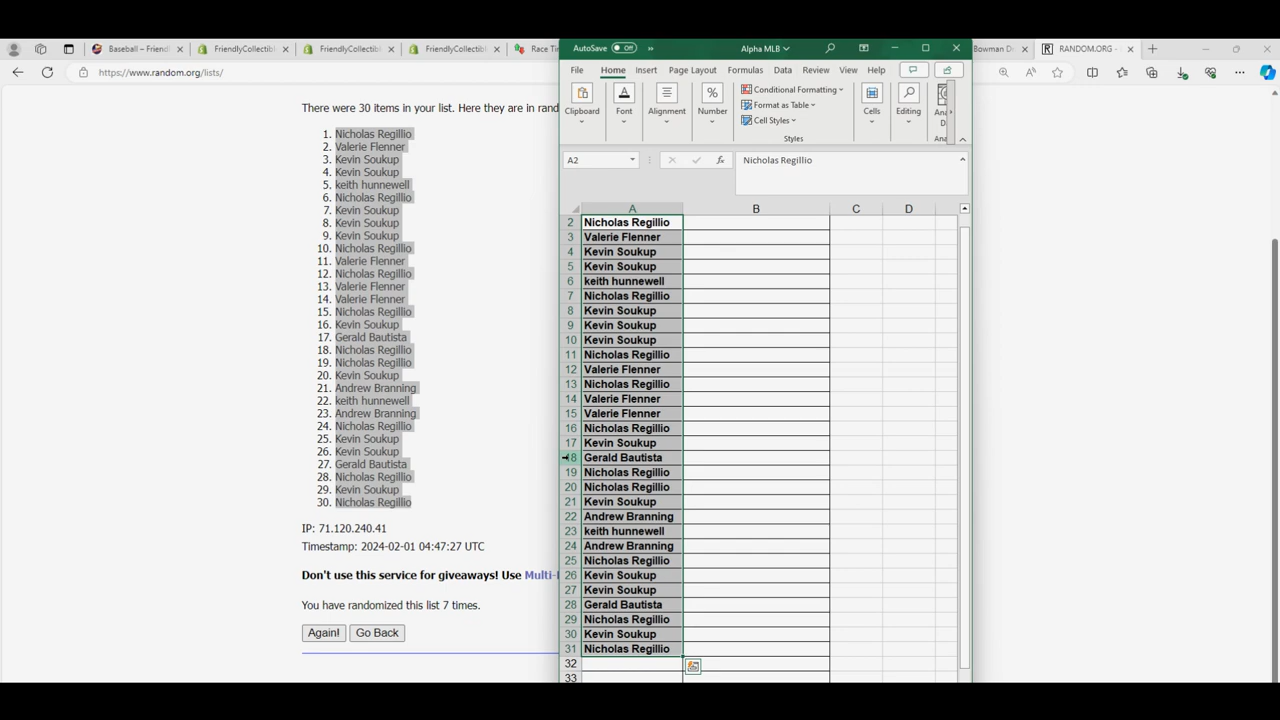 Baseball – Friend
FriendlyCollectibl
FriendlyCollectibl
FriendlyCollectibl
Race Tim
Bowman Dr
RANDOM.ORG -
https://www.random.org/lists/
There were 30 items in your list. Here they are in rand
1. Nicholas Regillio
2. Valerie Flenner
3. Kevin Soukup
4. Kevin Soukup
5. keith hunnewell
6. Nicholas Regillio
7. Kevin Soukup
8. Kevin Soukup
9. Kevin Soukup
10. Nicholas Regillio
11. Valerie Flenner
12. Nicholas Regillio
13. Valerie Flenner
14. Valerie Flenner
15. Nicholas Regillio
16. Kevin Soukup
17. Gerald Bautista
18. Nicholas Regillio
19. Nicholas Regillio
20. Kevin Soukup
21. Andrew Branning
22. keith hunnewell
23. Andrew Branning
24. Nicholas Regillio
25. Kevin Soukup
26. Kevin Soukup
27. Gerald Bautista
28. Nicholas Regillio
29. Kevin Soukup
30. Nicholas Regillio
IP: 71.120.240.41
Timestamp: 2024-02-01 04:47:27 UTC
Don't use this service for giveaways! Use Multi-
You have randomized this list 7 times.
Again!
Go Back
AutoSave Off
Alpha MLB
File Home Insert Page Layout Formulas Data Review View Help
Clipboard
Font
Alignment
Number
Conditional Formatting
Format as Table
Cell Styles
Styles
Cells
Editing
Ana
D
Ana
A2
fx
Nicholas Regillio
A B C D
2 Nicholas Regillio
3 Valerie Flenner
4 Kevin Soukup
5 Kevin Soukup
6 keith hunnewell
7 Nicholas Regillio
8 Kevin Soukup
9 Kevin Soukup
10 Kevin Soukup
11 Nicholas Regillio
12 Valerie Flenner
13 Nicholas Regillio
14 Valerie Flenner
15 Valerie Flenner
16 Nicholas Regillio
17 Kevin Soukup
18 Gerald Bautista
19 Nicholas Regillio
20 Nicholas Regillio
21 Kevin Soukup
22 Andrew Branning
23 keith hunnewell
24 Andrew Branning
25 Nicholas Regillio
26 Kevin Soukup
27 Kevin Soukup
28 Gerald Bautista
29 Nicholas Regillio
30 Kevin Soukup
31 Nicholas Regillio
32
33